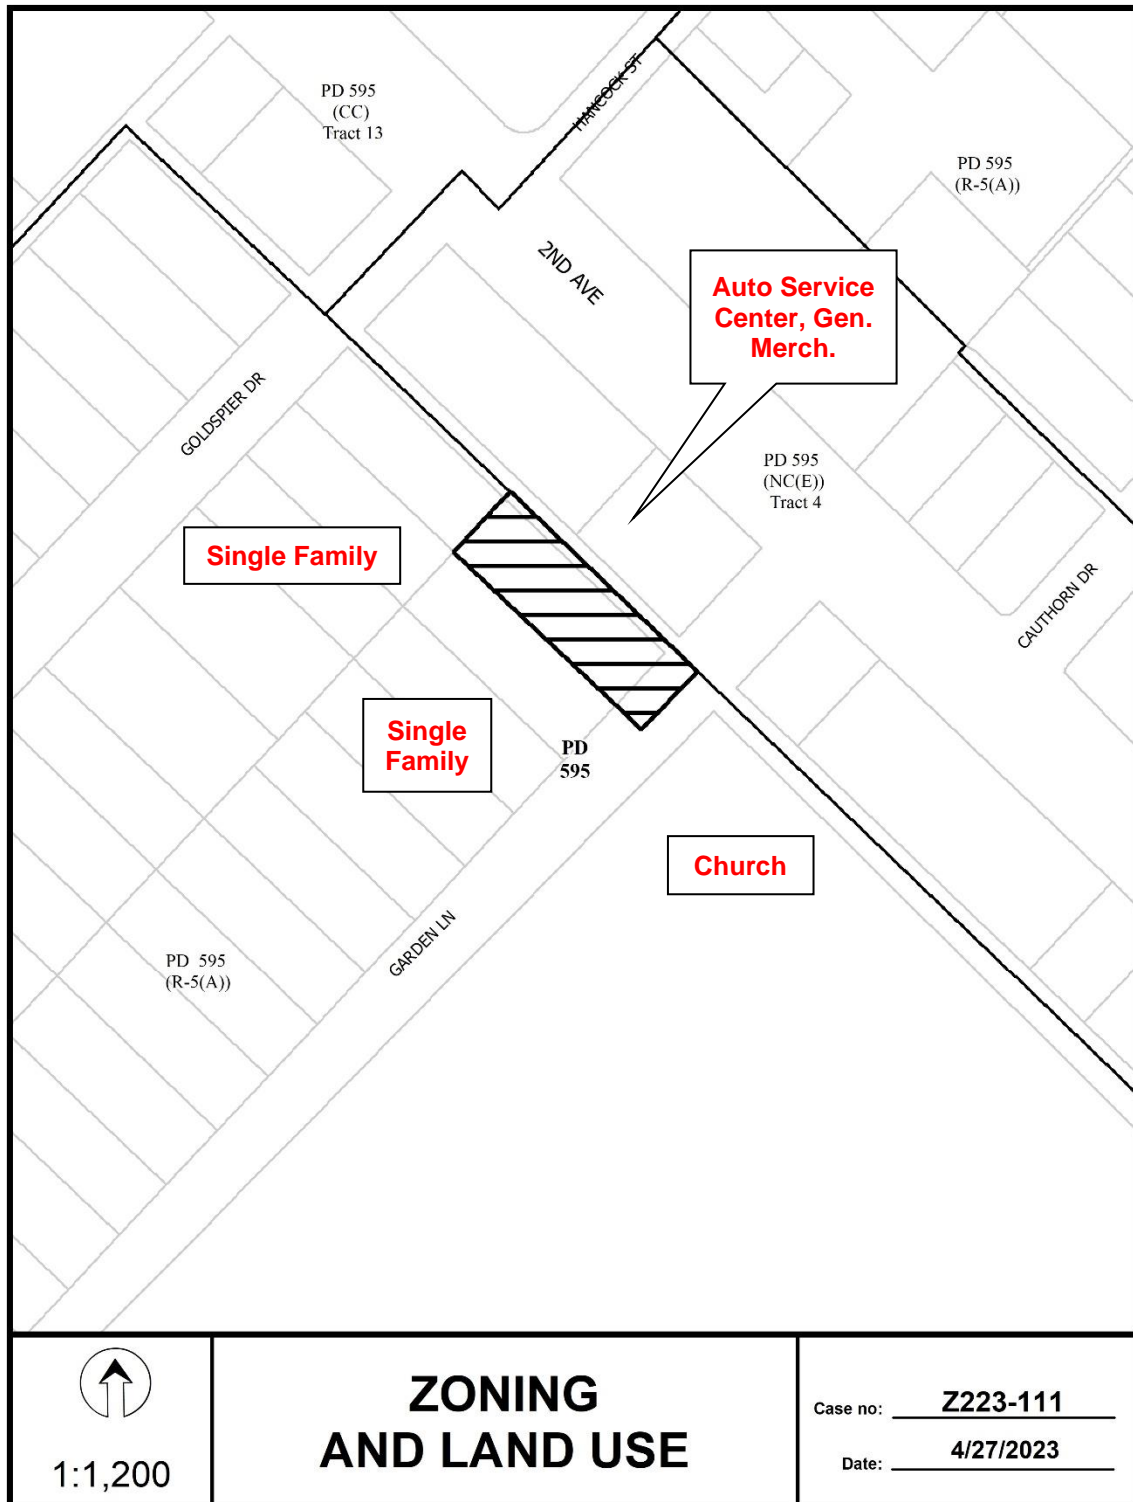 PD 595
(CC)
Tract 13
HANCOCK ST
PD 595
(R-5(A))
2ND AVE
Auto Service
Center, Gen.
Merch.
GOLDSPIER DR
PD 595
(NC(E))
Tract 4
Single Family
CAUTHORN DR
Single
Family
PD
595
Church
GARDEN LN
PD 595
(R-5(A))
1:1,200
ZONING
AND LAND USE
Case no: Z223-111
Date: 4/27/2023